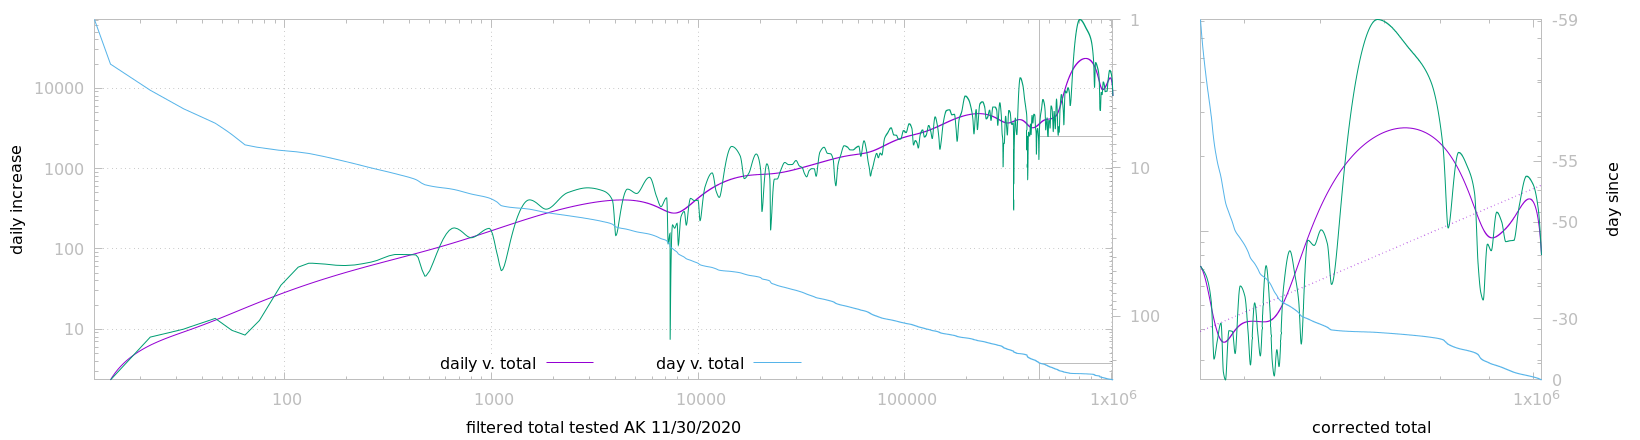 daily increase
10000
1000
100
10
1
10
100
daily v. total
day v. total
100
1000
10000
100000
1x10^6
filtered total tested AK 11/30/2020
-59
-55
-50
-30
0
day since
1x10^6
corrected total